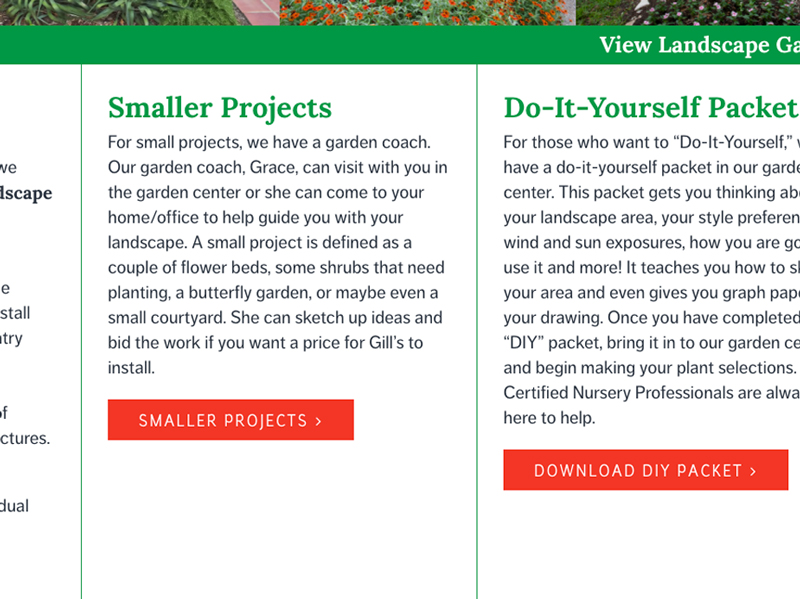 View Landscape
we
dscape
e
stall
ntry
of
ctures.
dual
Smaller Projects
For small projects, we have a garden coach.
Our garden coach, Grace, can visit with you in
the garden center or she can come to your
home/office to help guide you with your
landscape. A small project is defined as a
couple of flower beds, some shrubs that need
planting, a butterfly garden, or maybe even a
small courtyard. She can sketch up ideas and
bid the work if you want a price for Gill’s to
install.
SMALLER PROJECTS >
Do-It-Yourself Packet
For those who want to “Do-It-Yourself,”
have a do-it-yourself packet in our garde
center. This packet gets you thinking abo
your landscape area, your style preferen
wind and sun exposures, how you are go
use it and more! It teaches you how to sk
your area and even gives you graph pape
your drawing. Once you have completed
“DIY” packet, bring it in to our garden ce
and begin making your plant selections.
Certified Nursery Professionals are alwa
here to help.
DOWNLOAD DIY PACKET >